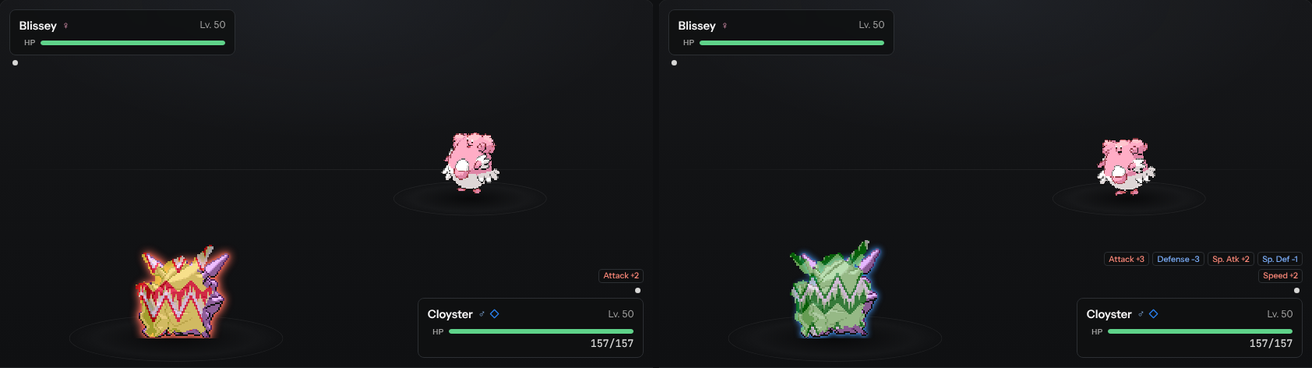 Blissey ♀ Lv. 50
HP
Attack +2
Cloyster ♂ Lv. 50
HP
157/157
Blissey ♀ Lv. 50
HP
Attack +3 Defense -3 Sp. Atk +2 Sp. Def -1
Speed +2
Cloyster ♂ Lv. 50
HP
157/157